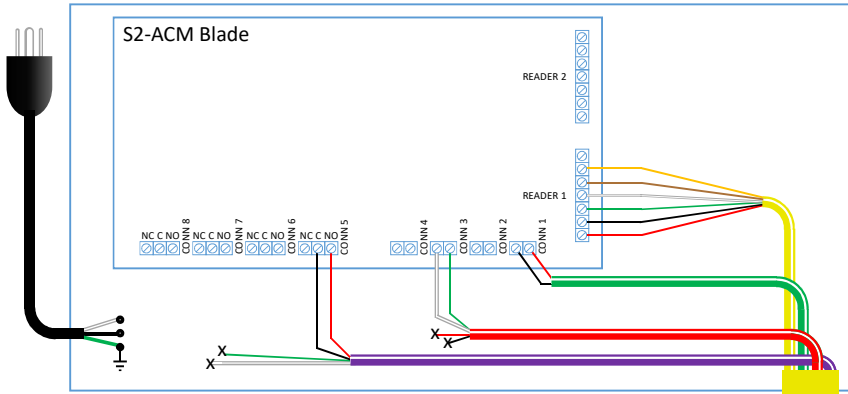 S2-ACM Blade
READER 2
READER 1
NC C NO
CONN 8
NC C NO
CONN 7
NC C NO
CONN 6
NC C NO
CONN 5
CONN 4
CONN 3
CONN 2
CONN 1
X
X
X
X